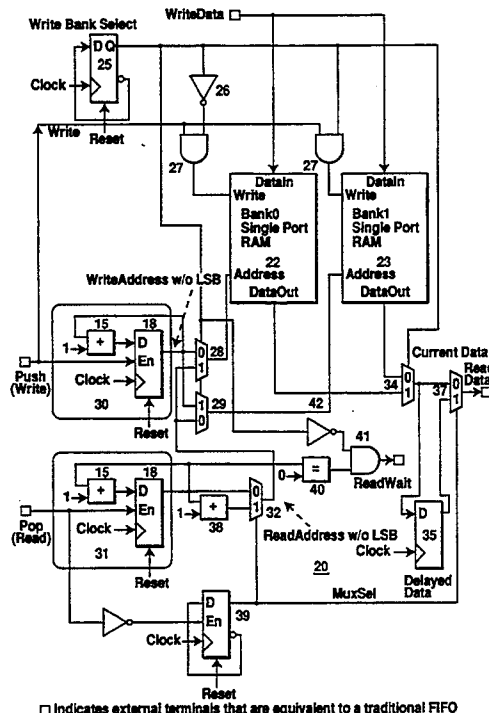 WriteData
Write Bank Select
D Q
25
Clock
26
Reset
Write
27
27
DataIn
Write
Bank0
Single Port
RAM
22
Address
DataOut
DataIn
Write
Bank1
Single Port
RAM
23
Address
DataOut
WriteAddress w/o LSB
15
18
+
D
1
En
Clock
30
Reset
Push
(Write)
0
28
1
1
29
0
42
34
1
0
Current Data
Read
Data
37
0
1
41
ReadWait
=
0
40
15
18
+
D
1
En
Clock
31
Reset
Pop
(Read)
+
1
38
0
32
1
ReadAddress w/o LSB
D
35
Clock
Delayed
Data
20
MuxSel
D
39
En
Clock
Reset
Indicates external terminals that are equivalent to a traditional FIFO